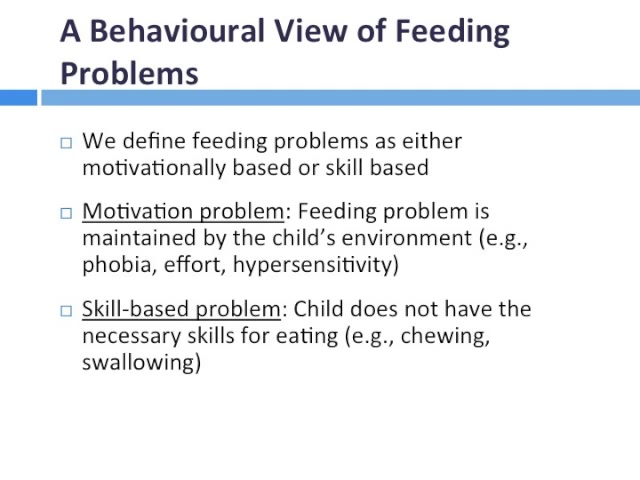 A Behavioural View of Feeding
Problems
We define feeding problems as either
motivationally based or skill based
Motivation problem: Feeding problem is
maintained by the child’s environment (e.g.,
phobia, effort, hypersensitivity)
Skill-based problem: Child does not have the
necessary skills for eating (e.g., chewing,
swallowing)